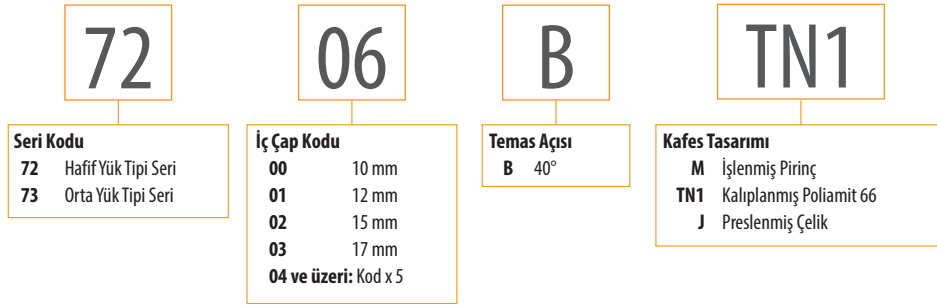 72
06
B
TN1
Seri Kodu
72 Hafif Yük Tipi Seri
73 Orta Yük Tipi Seri
İç Çap Kodu
00 10 mm
01 12 mm
02 15 mm
03 17 mm
04 ve üzeri: Kod x 5
Temas Açısı
B 40°
Kafes Tasarımı
M İşlenmiş Pirinç
TN1 Kalıplanmış Poliamit 66
J Preslenmiş Çelik